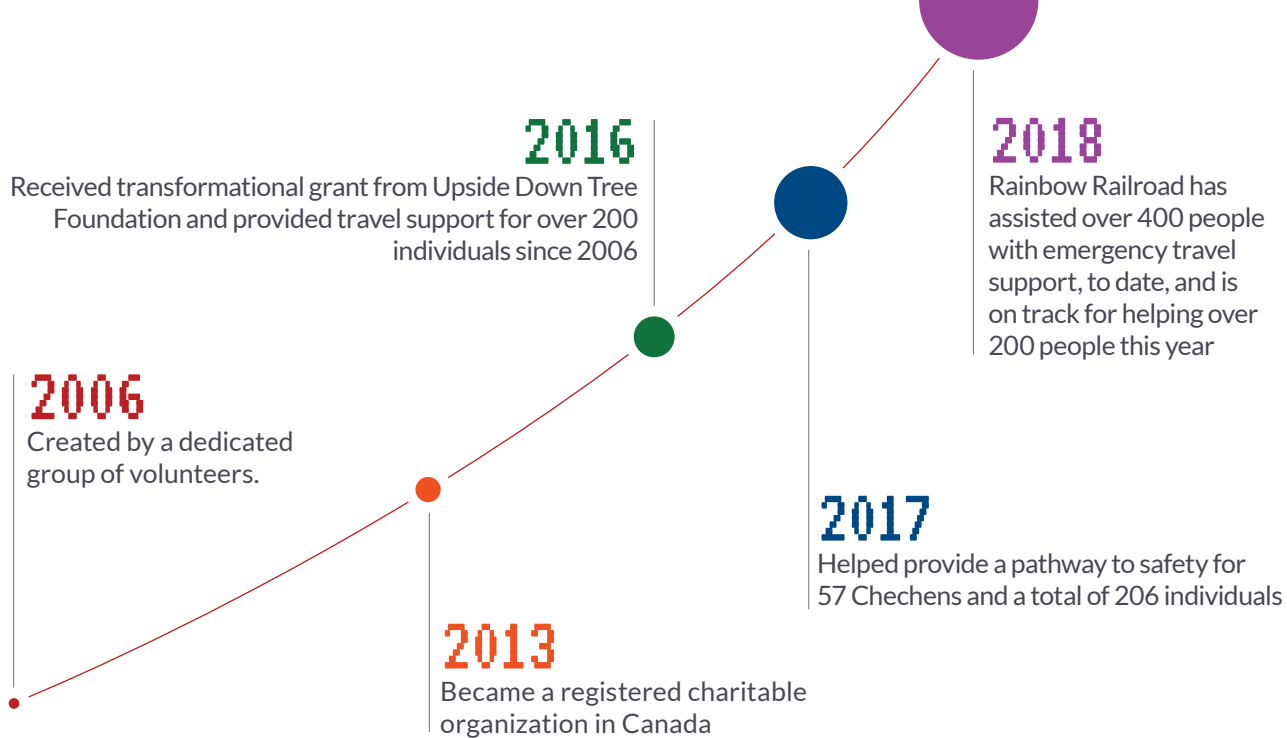 2006
Created by a dedicated
group of volunteers.
2013
Became a registered charitable
organization in Canada
2016
Received transformational grant from Upside Down Tree
Foundation and provided travel support for over 200
individuals since 2006
2017
Helped provide a pathway to safety for
57 Chechens and a total of 206 individuals
2018
Rainbow Railroad has
assisted over 400 people
with emergency travel
support, to date, and is
on track for helping over
200 people this year